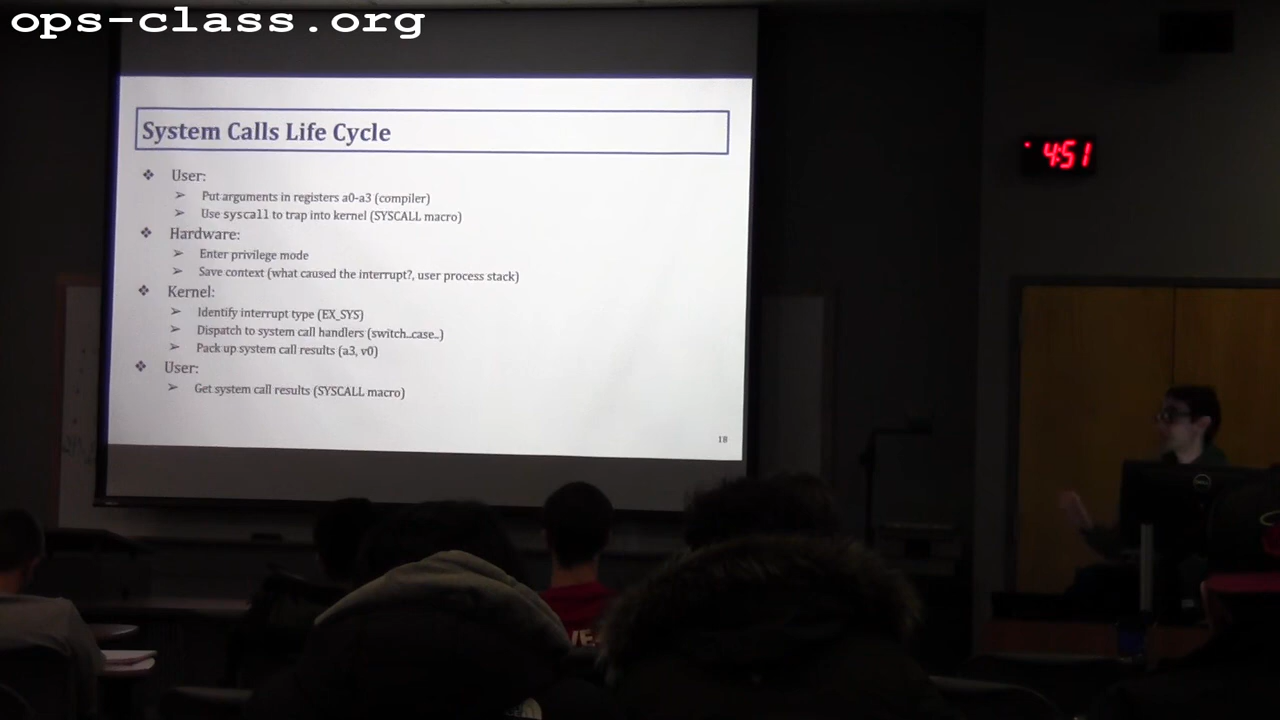 ops-class.org
System Calls Life Cycle
❖ User:
➢ Put arguments in registers a0-a3 (compiler)
➢ Use syscall to trap into kernel (SYSCALL macro)
❖ Hardware:
➢ Enter privilege mode
➢ Save context (what caused the interrupt?, user process stack)
❖ Kernel:
➢ Identify interrupt type (EX_SYS)
➢ Dispatch to system call handlers (switch..case..)
➢ Pack up system call results (a3, v0)
❖ User:
➢ Get system call results (SYSCALL macro)
18
4:51